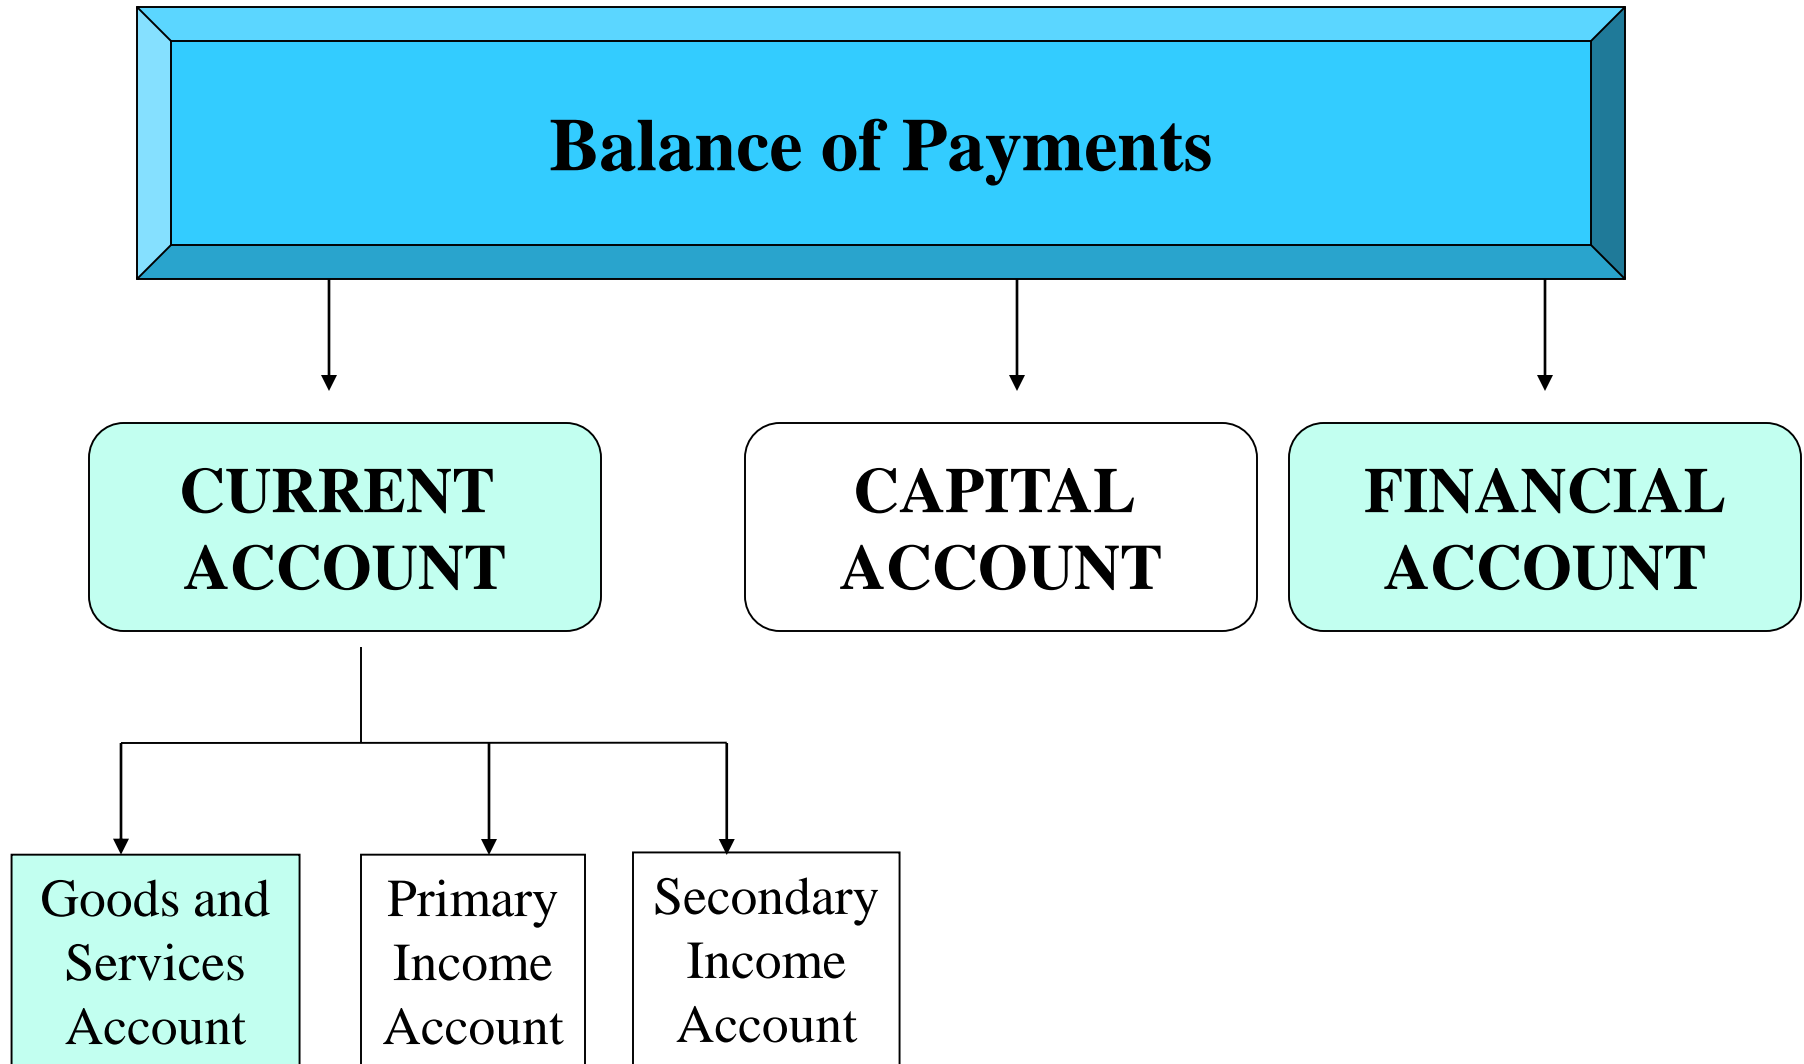 Balance of Payments
CURRENT
ACCOUNT
CAPITAL
ACCOUNT
FINANCIAL
ACCOUNT
Goods and
Services
Account
Primary
Income
Account
Secondary
Income
Account